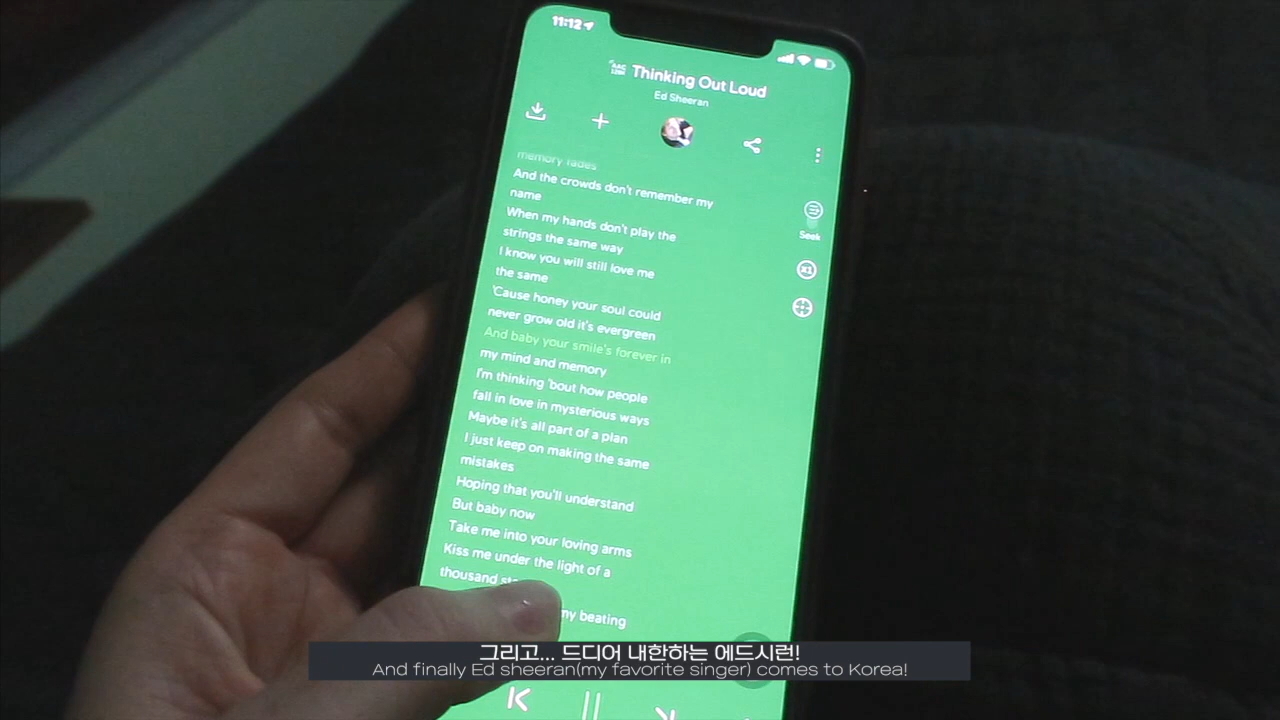 11:12
AAC
128K
Thinking Out Loud
Ed Sheeran
memory fades
And the crowds don't remember my
name
When my hands don't play the
strings the same way
I know you will still love me
the same
'Cause honey your soul could
never grow old it's evergreen
And baby your smile's forever in
my mind and memory
I'm thinking 'bout how people
fall in love in mysterious ways
Maybe it's all part of a plan
I just keep on making the same
mistakes
Hoping that you'll understand
But baby now
Take me into your loving arms
Kiss me under the light of a
thousand
my beating
Seek
X1
그리고... 드디어 내한하는 에드시런!
And finally Ed sheeran(my favorite singer) comes to Korea!